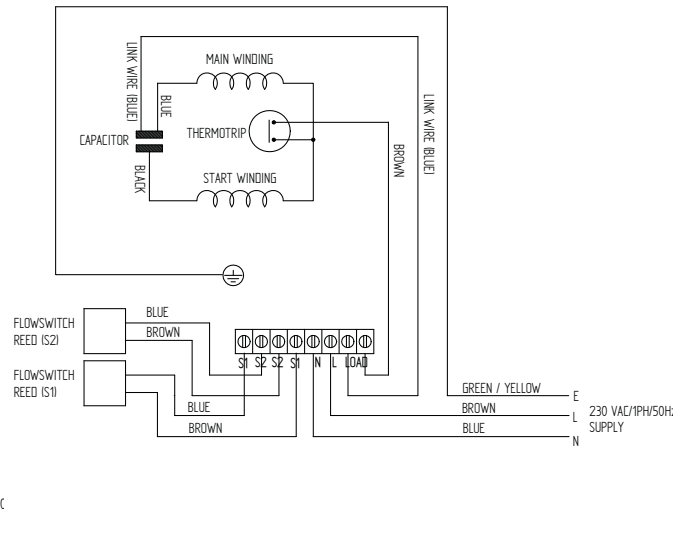 MAIN WINDING
LINK WIRE (BLUE)
BLUE
CAPACITOR
THERMOTRIP
LINK WIRE (BLUE)
BROWN
BLACK
START WINDING
FLOWSWITCH
REED (S2)
BLUE
BROWN
S1 S2 S2 S1 N L LOAD
FLOWSWITCH
REED (S1)
BLUE
BROWN
GREEN / YELLOW
E
BROWN
L
230 VAC/1PH/50Hz
SUPPLY
BLUE
N